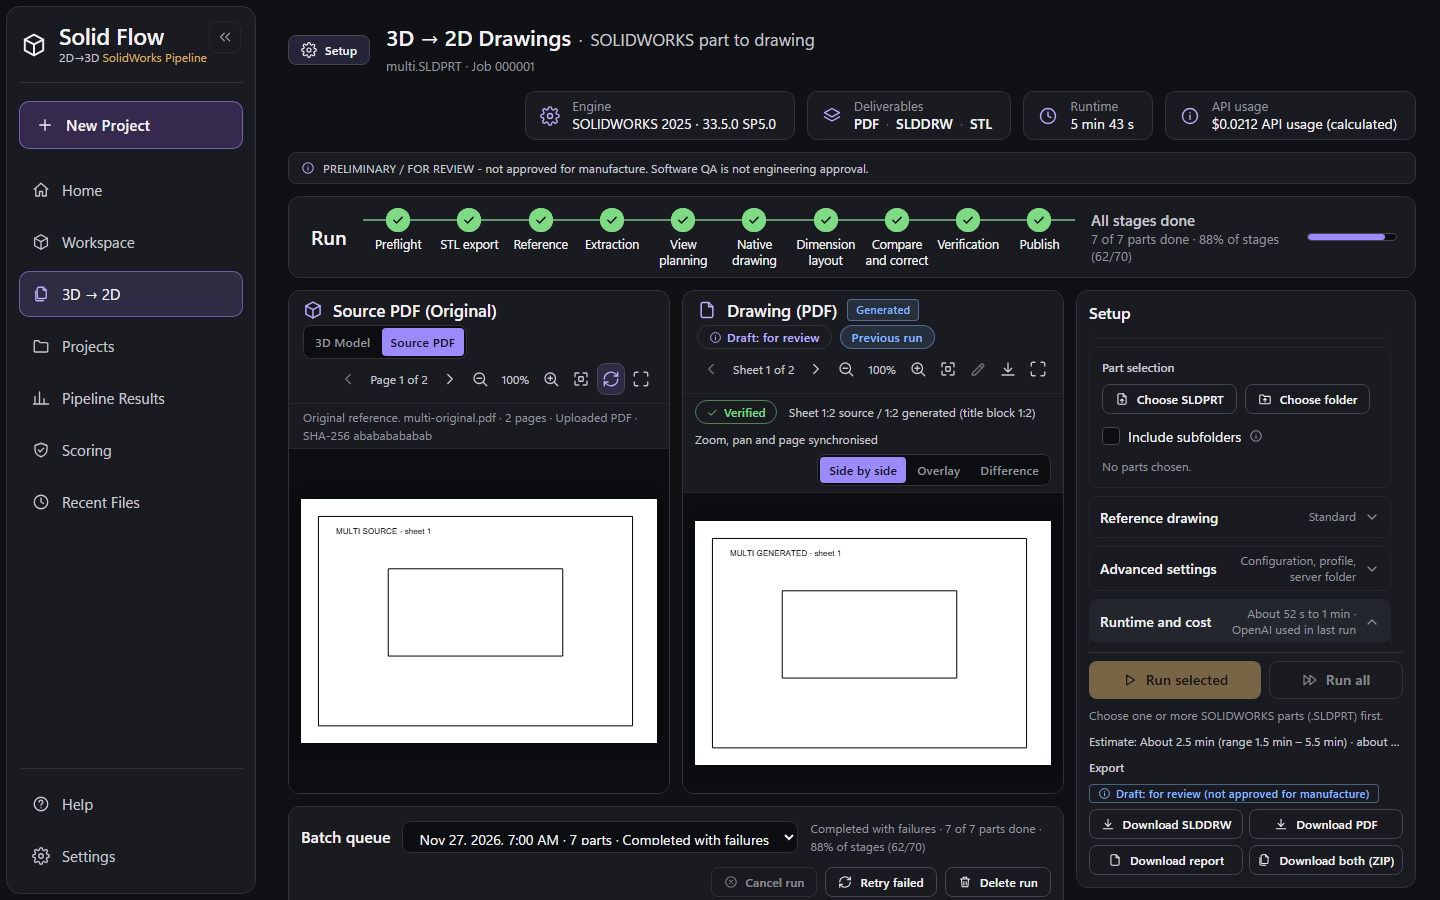 Solid Flow
2D→3D SolidWorks Pipeline
New Project
Home
Workspace
3D → 2D
Projects
Pipeline Results
Scoring
Recent Files
Help
Settings
Setup
3D → 2D Drawings · SOLIDWORKS part to drawing
multi.SLDPRT · Job 000001
Engine
SOLIDWORKS 2025 · 33.5.0 SP5.0
Deliverables
PDF · SLDDRW · STL
Runtime
5 min 43 s
API usage
$0.0212 API usage (calculated)
PRELIMINARY / FOR REVIEW - not approved for manufacture. Software QA is not engineering approval.
Run
Preflight
STL export
Reference
Extraction
View
planning
Native
drawing
Dimension
layout
Compare
and correct
Verification
Publish
All stages done
7 of 7 parts done · 88% of stages
(62/70)
Source PDF (Original)
3D Model
Source PDF
Page 1 of 2
100%
Original reference. multi-original.pdf · 2 pages · Uploaded PDF ·
SHA-256 abababababab
MULTI SOURCE - sheet 1
Drawing (PDF)
Generated
Draft: for review
Previous run
Sheet 1 of 2
100%
Verified
Sheet 1:2 source / 1:2 generated (title block 1:2)
Zoom, pan and page synchronised
Side by side
Overlay
Difference
MULTI GENERATED - sheet 1
Batch queue
Nov 27, 2026, 7:00 AM · 7 parts · Completed with failures
Completed with failures · 7 of 7 parts done ·
88% of stages (62/70)
Cancel run
Retry failed
Delete run
Setup
Part selection
Choose SLDPRT
Choose folder
Include subfolders
No parts chosen.
Reference drawing
Standard
Advanced settings
Configuration, profile,
server folder
Runtime and cost
About 52 s to 1 min ·
OpenAI used in last run
Run selected
Run all
Choose one or more SOLIDWORKS parts (.SLDPRT) first.
Estimate: About 2.5 min (range 1.5 min – 5.5 min) · about ...
Export
Draft: for review (not approved for manufacture)
Download SLDDRW
Download PDF
Download report
Download both (ZIP)